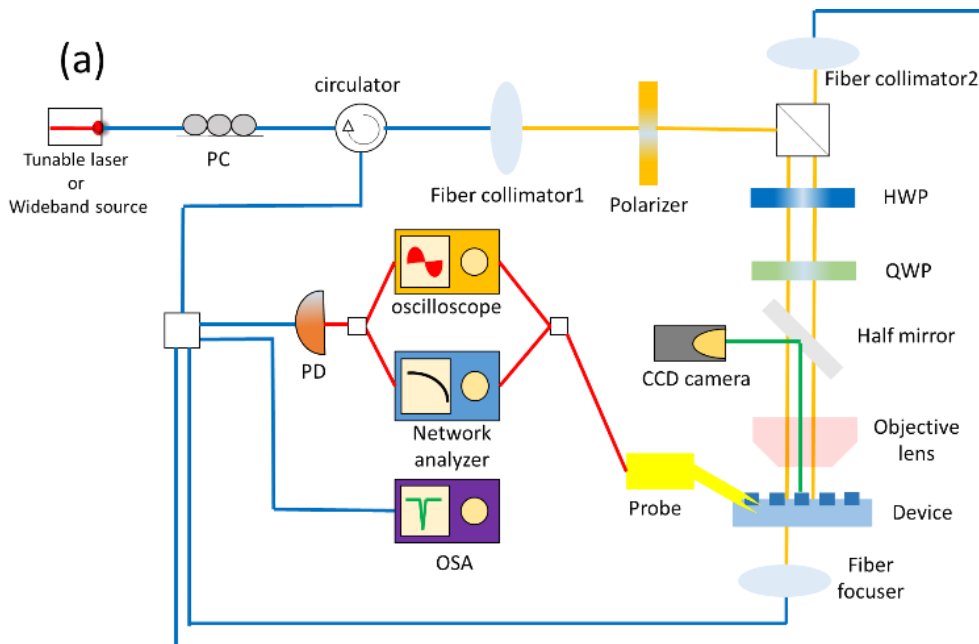 (a)
Fiber collimator2
circulator
PC
Tunable laser
or
Wideband source
Fiber collimator1
Polarizer
HWP
QWP
oscilloscope
Half mirror
PD
CCD camera
Network
analyzer
Objective
lens
Probe
Device
OSA
Fiber
focuser